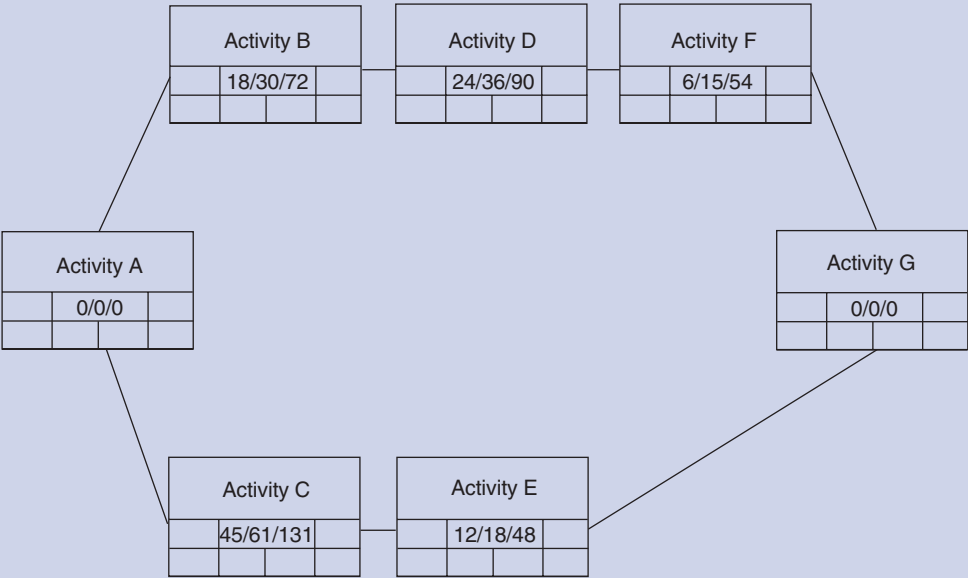 Activity B
18/30/72
Activity D
24/36/90
Activity F
6/15/54
Activity A
0/0/0
Activity G
0/0/0
Activity C
45/61/131
Activity E
12/18/48